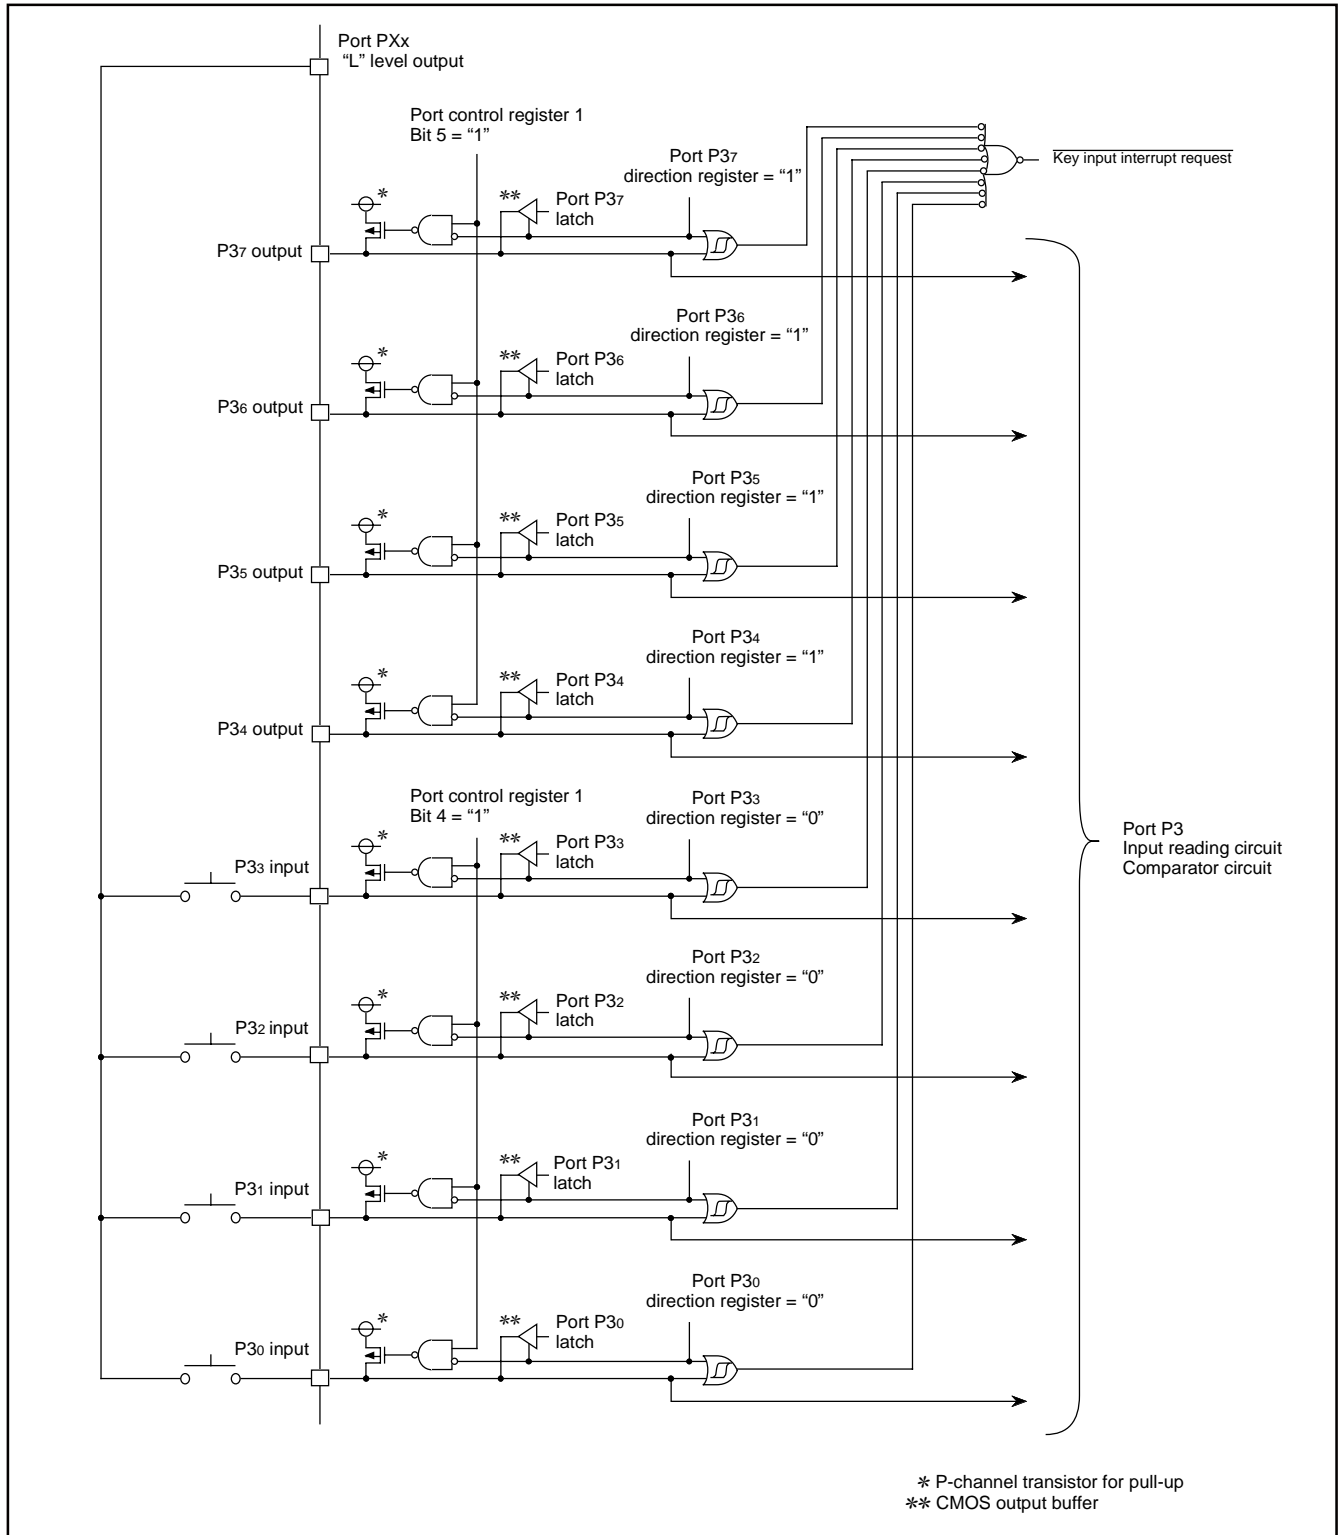 Port PXx
“L” level output
Port control register 1
Bit 5 = “1”
Key input interrupt request
Port P37
direction register = “1”
*
**
Port P37
latch
P37 output
Port P36
direction register = “1”
*
**
Port P36
latch
P36 output
Port P35
direction register = “1”
*
**
Port P35
latch
P35 output
Port P34
direction register = “1”
*
**
Port P34
latch
P34 output
Port control register 1
Bit 4 = “1”
Port P33
direction register = “0”
*
**
Port P33
latch
P33 input
Port P3
Input reading circuit
Comparator circuit
Port P32
direction register = “0”
*
**
Port P32
latch
P32 input
Port P31
direction register = “0”
*
**
Port P31
latch
P31 input
Port P30
direction register = “0”
*
**
Port P30
latch
P30 input
* P-channel transistor for pull-up
** CMOS output buffer